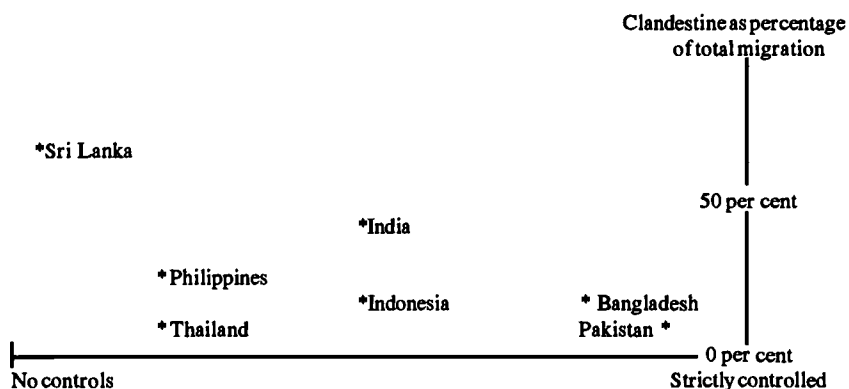 Clandestine as percentage
of total migration
*Sri Lanka
50 per cent
*India
*Philippines
*Indonesia
* Bangladesh
*Thailand
Pakistan *
0 per cent
No controls
Strictly controlled